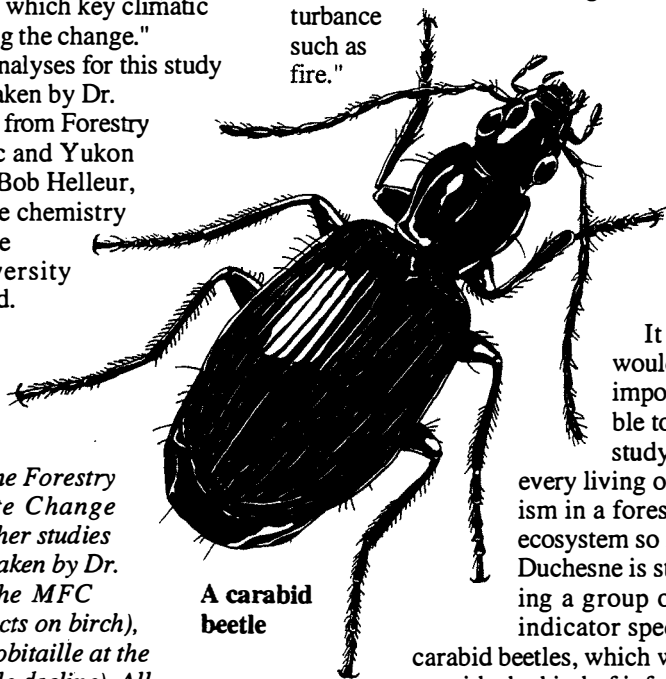 which key climatic
g the change."
nalyses for this study
aken by Dr.
from Forestry
c and Yukon
Bob Helleur,
e chemistry
e
versity
d.
ne Forestry
te Change
her studies
aken by Dr.
he MFC
cts on birch),
obitaille at the
turbance
such as
fire."
A carabid
beetle
It
would
impo
ble to
study
every living o
ism in a fores
ecosystem so
Duchesne is st
ing a group o
indicator spe
carabid beetles, which w